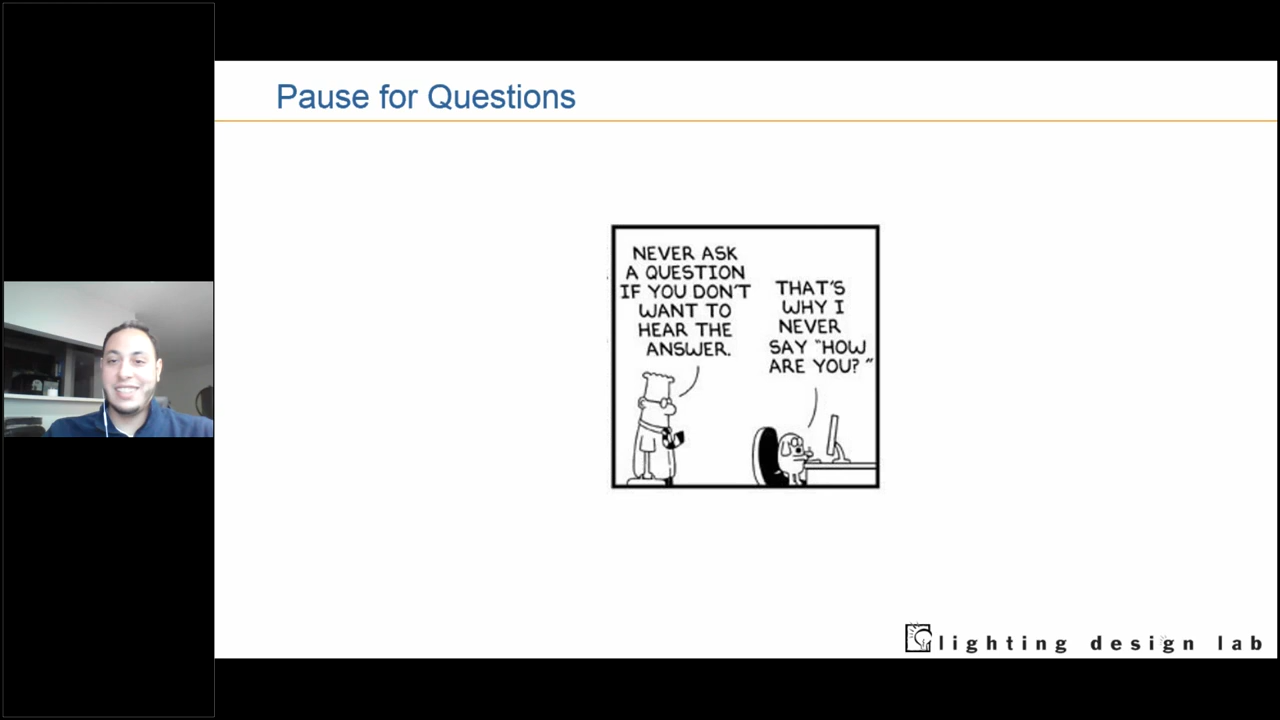 Pause for Questions
NEVER ASK
A QUESTION
IF YOU DON'T
WANT TO
HEAR THE
ANSWER.
THAT'S
WHY I
NEVER
SAY "HOW
ARE YOU?"
lighting design lab